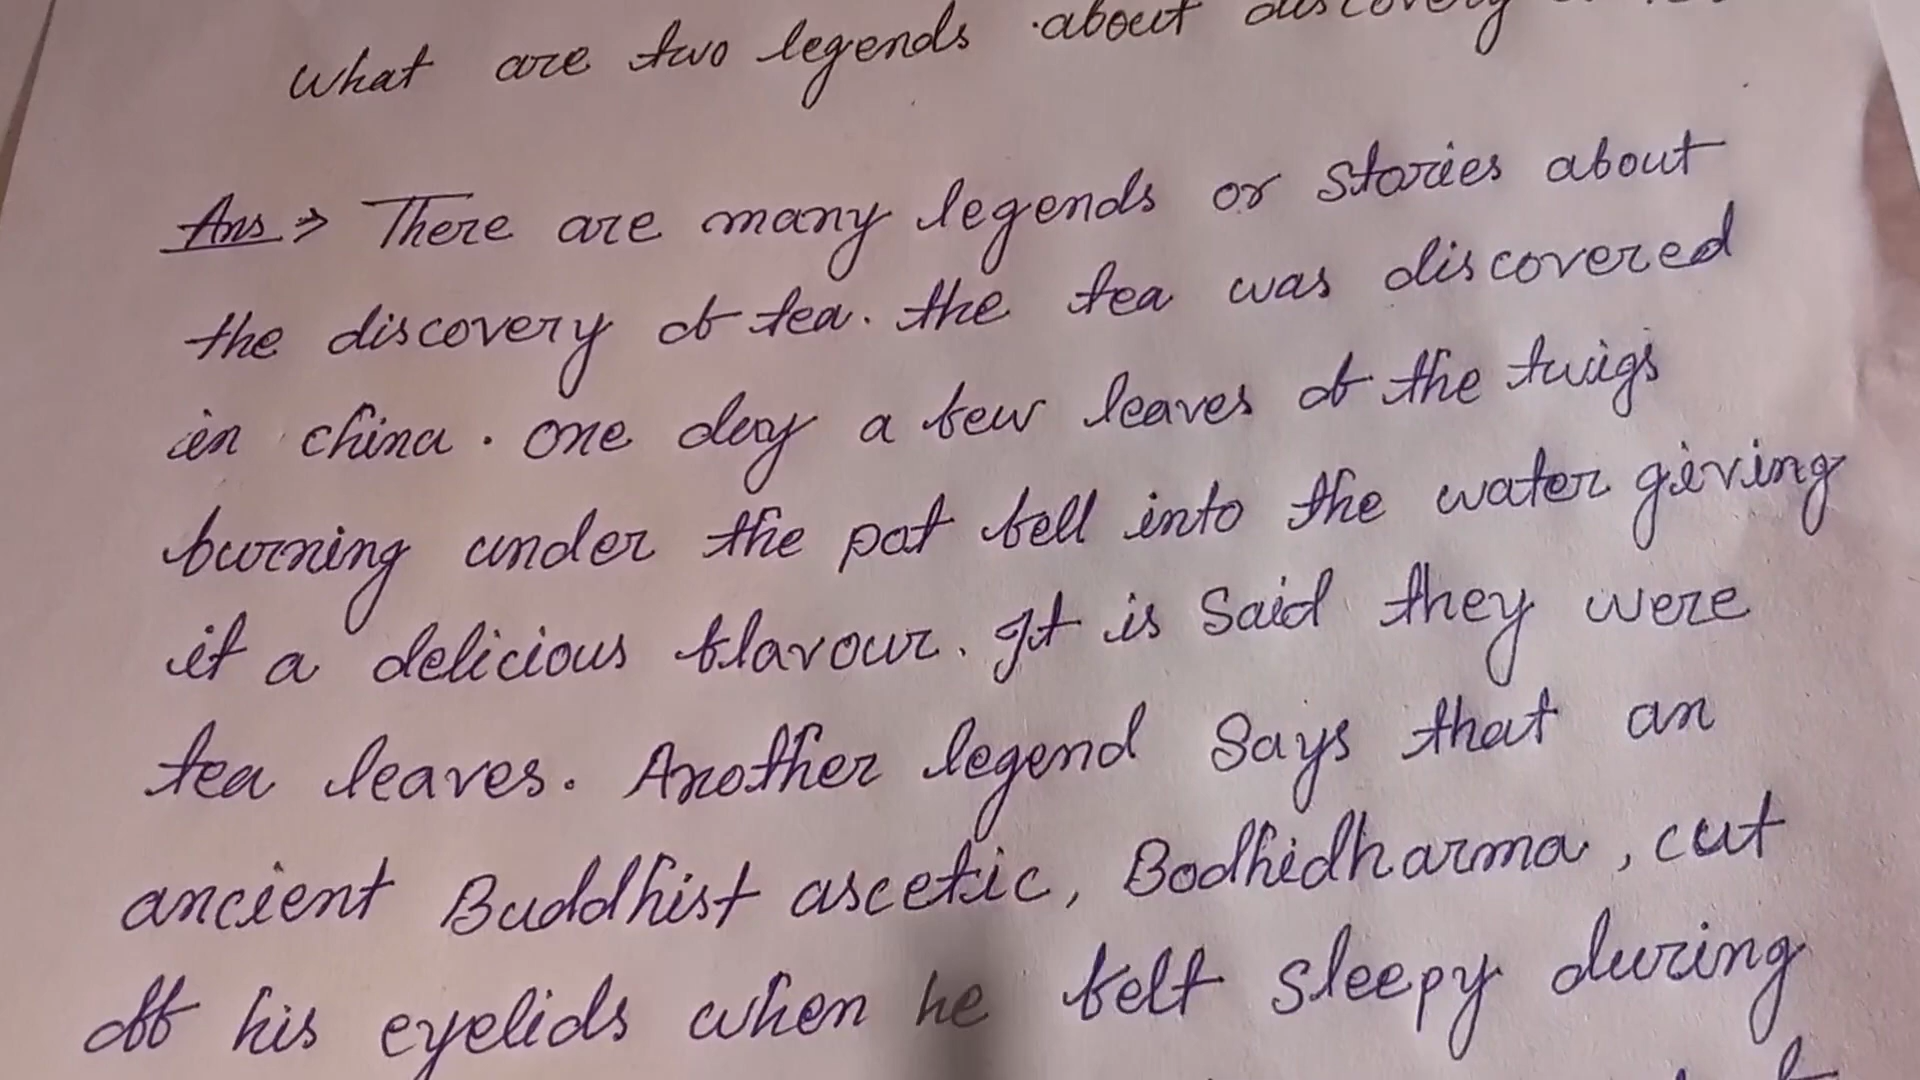 What are two legends about discovery
Ans ⇒ There are many legends or stories about
the discovery of tea. the tea was discovered
in china. one day a few leaves of the twigs
burning under the pot fell into the water giving
it a delicious flavour. It is Said they were
tea leaves. Another legend Says that an
ancient Buddhist ascetic, Bodhidharma, cut
off his eyelids when he felt sleepy during